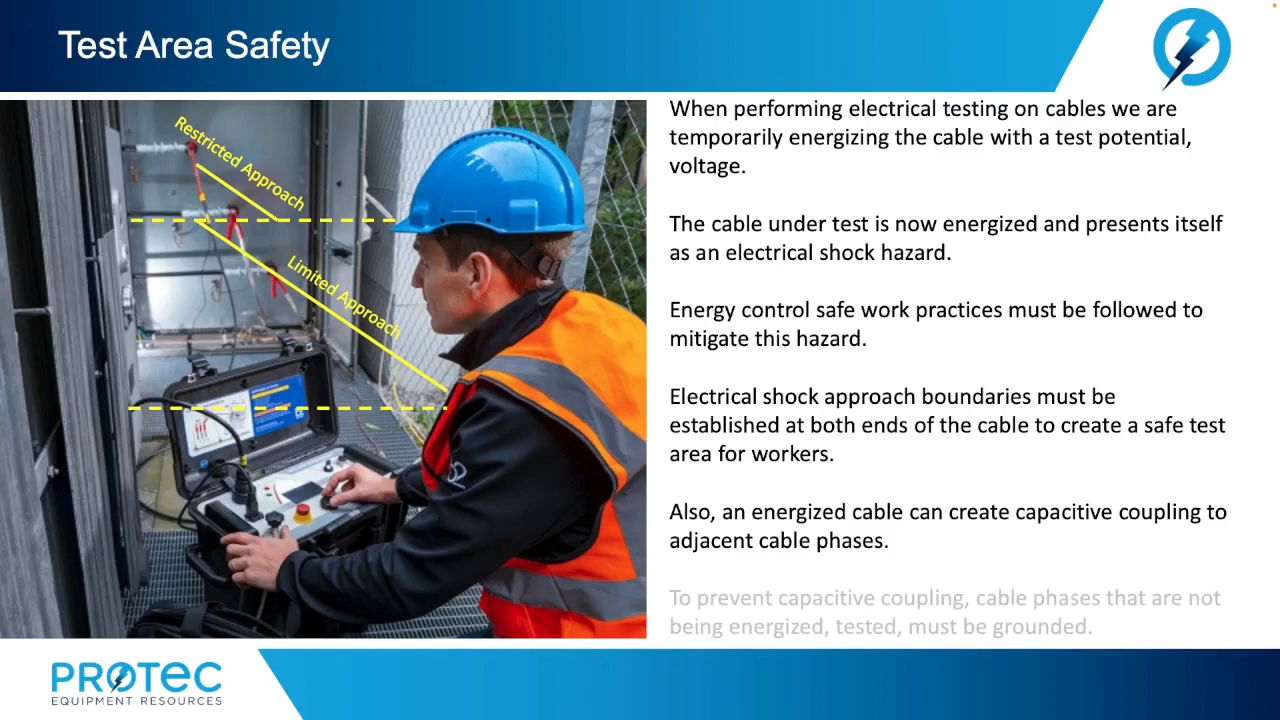 Test Area Safety
Restricted Approach
Limited Approach
When performing electrical testing on cables we are
temporarily energizing the cable with a test potential,
voltage.
The cable under test is now energized and presents itself
as an electrical shock hazard.
Energy control safe work practices must be followed to
mitigate this hazard.
Electrical shock approach boundaries must be
established at both ends of the cable to create a safe test
area for workers.
Also, an energized cable can create capacitive coupling to
adjacent cable phases.
To prevent capacitive coupling, cable phases that are not
being energized, tested, must be grounded.
PROTEC
EQUIPMENT RESOURCES